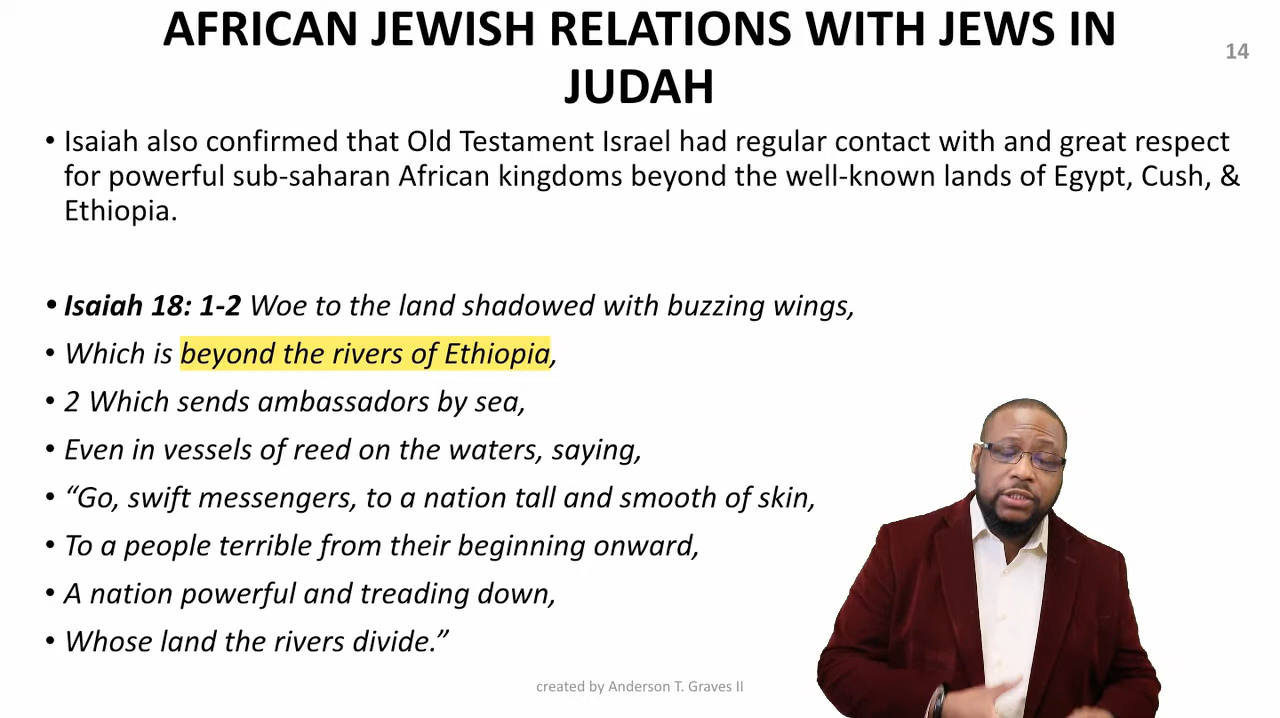 AFRICAN JEWISH RELATIONS WITH JEWS IN
JUDAH
14
• Isaiah also confirmed that Old Testament Israel had regular contact with and great respect
for powerful sub-saharan African kingdoms beyond the well-known lands of Egypt, Cush, &
Ethiopia.
• Isaiah 18: 1-2 Woe to the land shadowed with buzzing wings,
• Which is beyond the rivers of Ethiopia,
• 2 Which sends ambassadors by sea,
• Even in vessels of reed on the waters, saying,
• “Go, swift messengers, to a nation tall and smooth of skin,
• To a people terrible from their beginning onward,
• A nation powerful and treading down,
• Whose land the rivers divide.”
created by Anderson T. Graves II